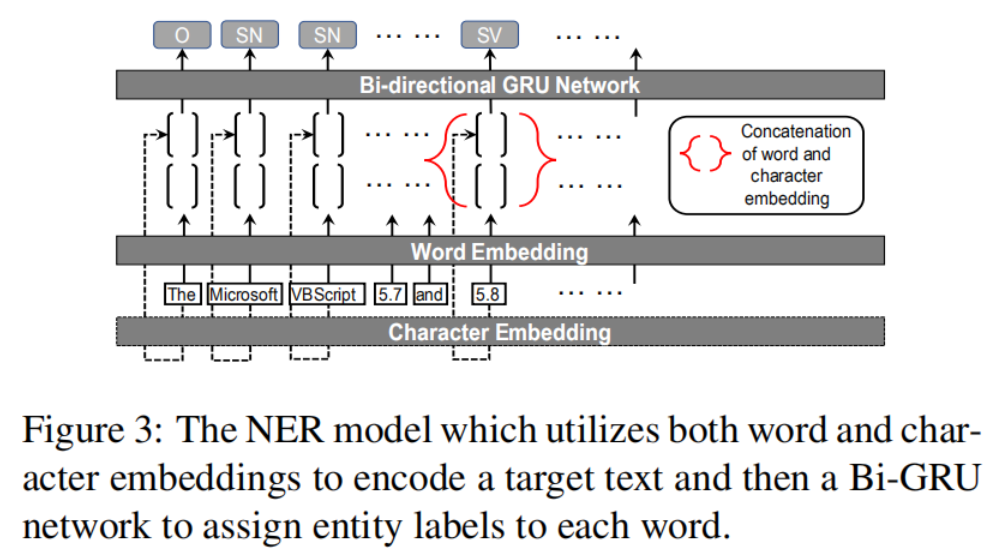 O SN SN ... ... SV ... ...
Bi-directional GRU Network
... ... ... ...
... ... ... ...
Concatenation
of word and
character
embedding
Word Embedding
The Microsoft VBScript 5.7 and 5.8 ... ...
Character Embedding
Figure 3: The NER model which utilizes both word and char-
acter embeddings to encode a target text and then a Bi-GRU
network to assign entity labels to each word.